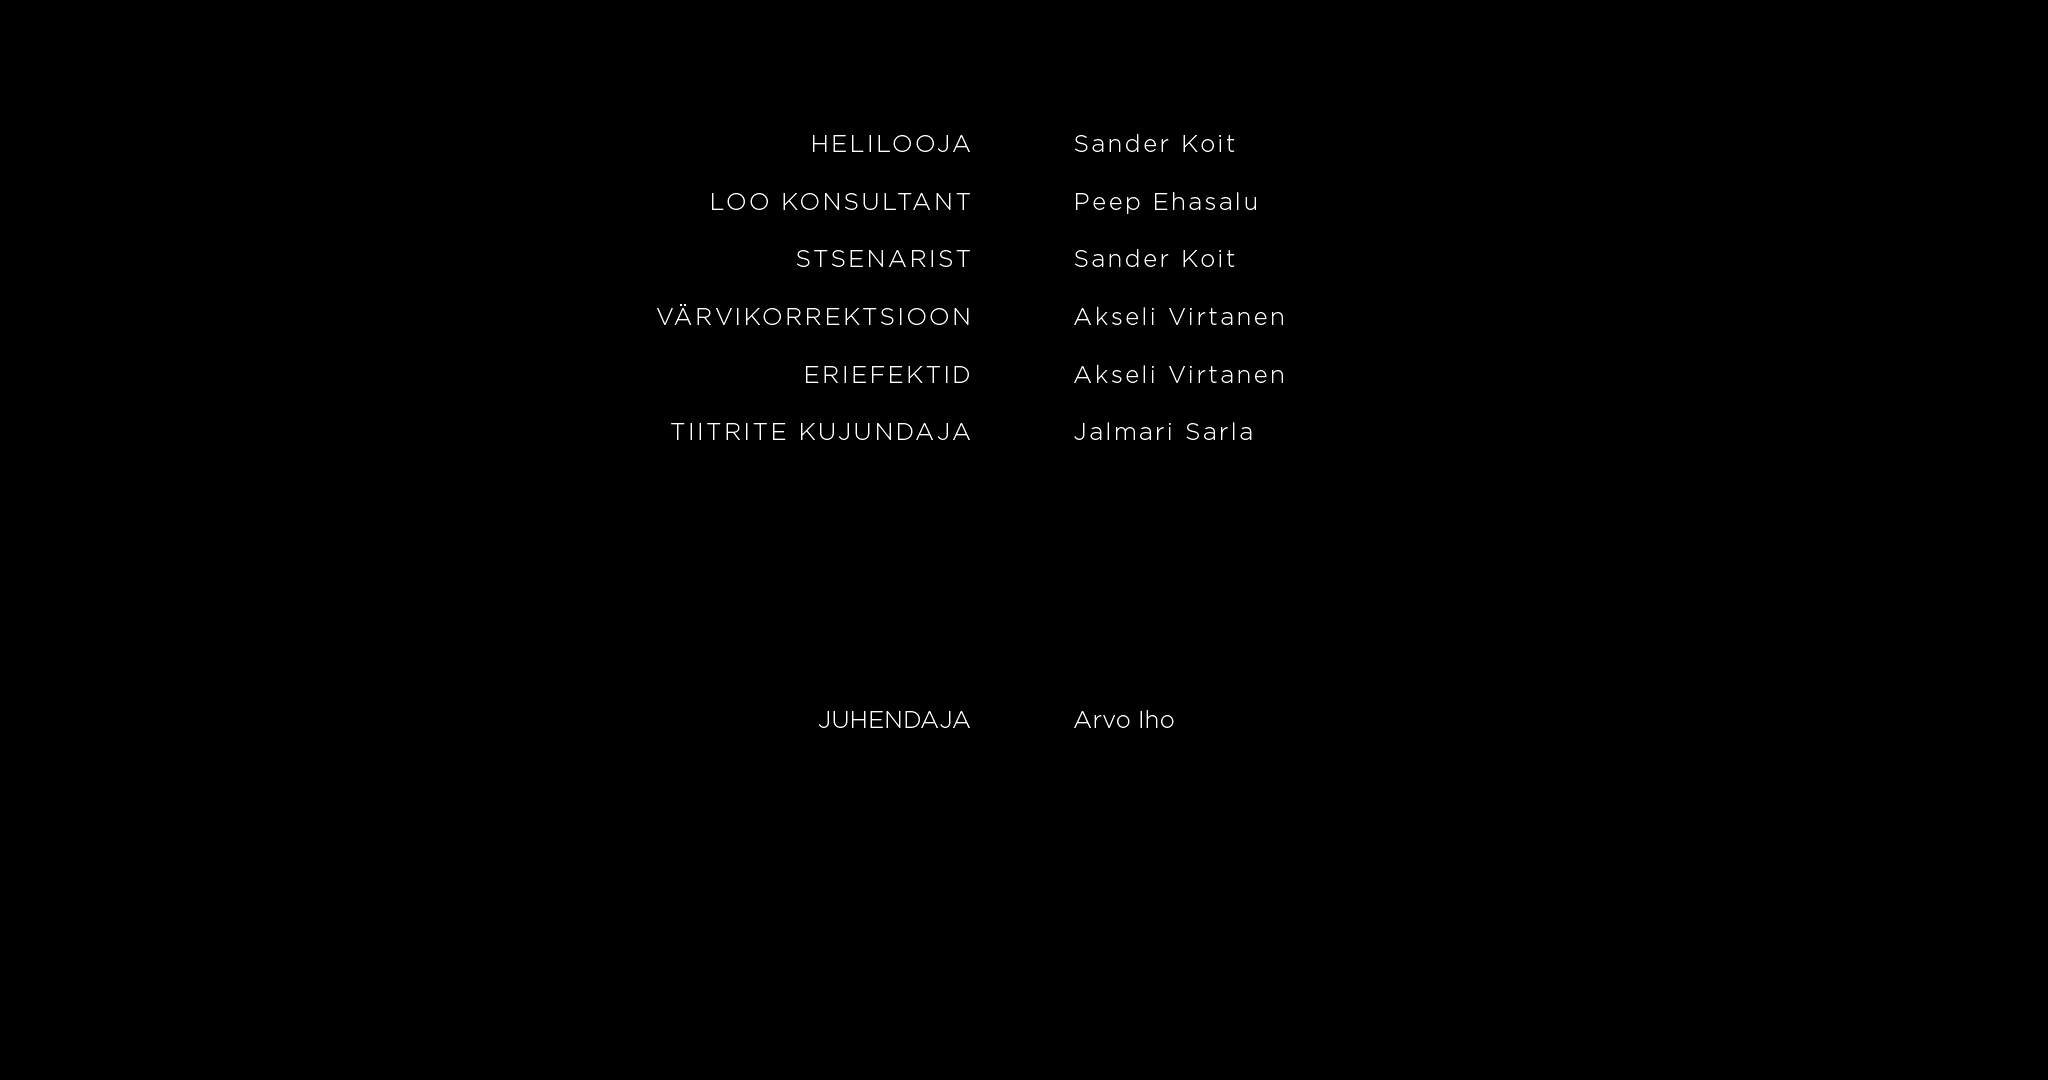 HELILOOJA Sander Koit
LOO KONSULTANT Peep Ehasalu
STSENARIST Sander Koit
VÄRVIKORREKTSIOON Akseli Virtanen
ERIEFEKTID Akseli Virtanen
TIITRITE KUJUNDAJA Jalmari Sarla
JUHENDAJA Arvo Iho